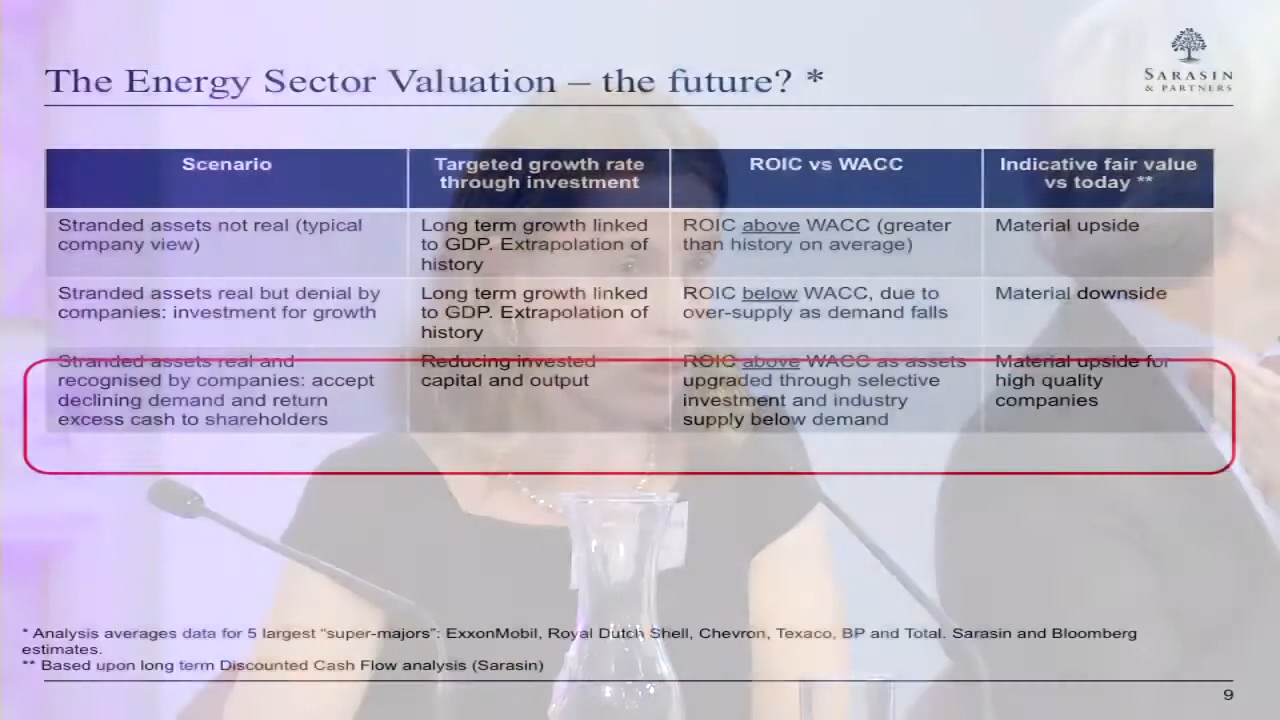 The Energy Sector Valuation – the future? *
SARASIN
& PARTNERS
Scenario
Targeted growth rate
through investment
ROIC vs WACC
Indicative fair value
vs today **
Stranded assets not real (typical
company view)
Long term growth linked
to GDP. Extrapolation of
history
ROIC above WACC (greater
than history on average)
Material upside
Stranded assets real but denial by
companies: investment for growth
Long term growth linked
to GDP. Extrapolation of
history
ROIC below WACC, due to
over-supply as demand falls
Material downside
Stranded assets real and
recognised by companies: accept
declining demand and return
excess cash to shareholders
Reducing invested
capital and output
ROIC above WACC as assets
upgraded through selective
investment and industry
supply below demand
Material upside for
high quality
companies
* Analysis averages data for 5 largest “super-majors”: ExxonMobil, Royal Dutch Shell, Chevron, Texaco, BP and Total. Sarasin and Bloomberg
estimates.
** Based upon long term Discounted Cash Flow analysis (Sarasin)
9